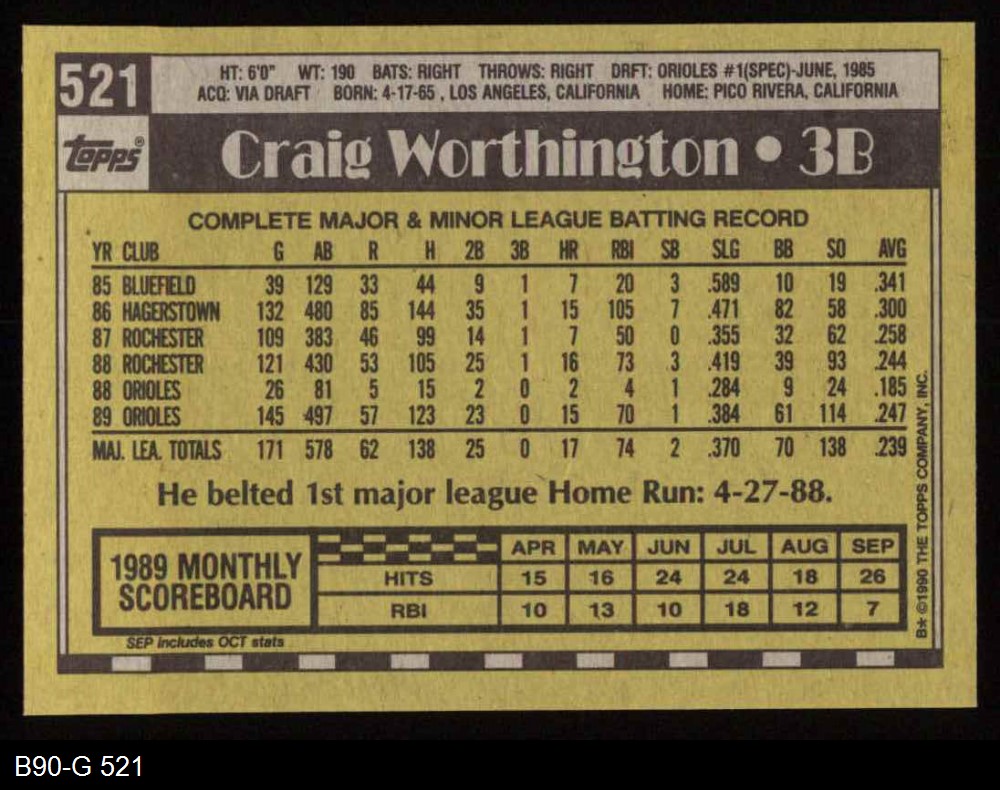 521
HT: 6'0" WT: 190 BATS: RIGHT THROWS: RIGHT DRFT: ORIOLES #1(SPEC)-JUNE, 1985
ACQ: VIA DRAFT BORN: 4-17-65 , LOS ANGELES, CALIFORNIA HOME: PICO RIVERA, CALIFORNIA
topps®
Craig Worthington • 3B
COMPLETE MAJOR & MINOR LEAGUE BATTING RECORD
YR CLUB G AB R H 2B 3B HR RBI SB SLG BB SO AVG
85 BLUEFIELD 39 129 33 44 9 1 7 20 3 .589 10 19 .341
86 HAGERSTOWN 132 480 85 144 35 1 15 105 7 .471 82 58 .300
87 ROCHESTER 109 383 46 99 14 1 7 50 0 .355 32 62 .258
88 ROCHESTER 121 430 53 105 25 1 16 73 3 .419 39 93 .244
88 ORIOLES 26 81 5 15 2 0 2 4 1 .284 9 24 .185
89 ORIOLES 145 497 57 123 23 0 15 70 1 .384 61 114 .247
MAJ. LEA. TOTALS 171 578 62 138 25 0 17 74 2 .370 70 138 .239
He belted 1st major league Home Run: 4-27-88.
1989 MONTHLY
SCOREBOARD
APR MAY JUN JUL AUG SEP
HITS 15 16 24 24 18 26
RBI 10 13 10 18 12 7
SEP includes OCT stats
B* ©1990 THE TOPPS COMPANY, INC.
B90-G 521